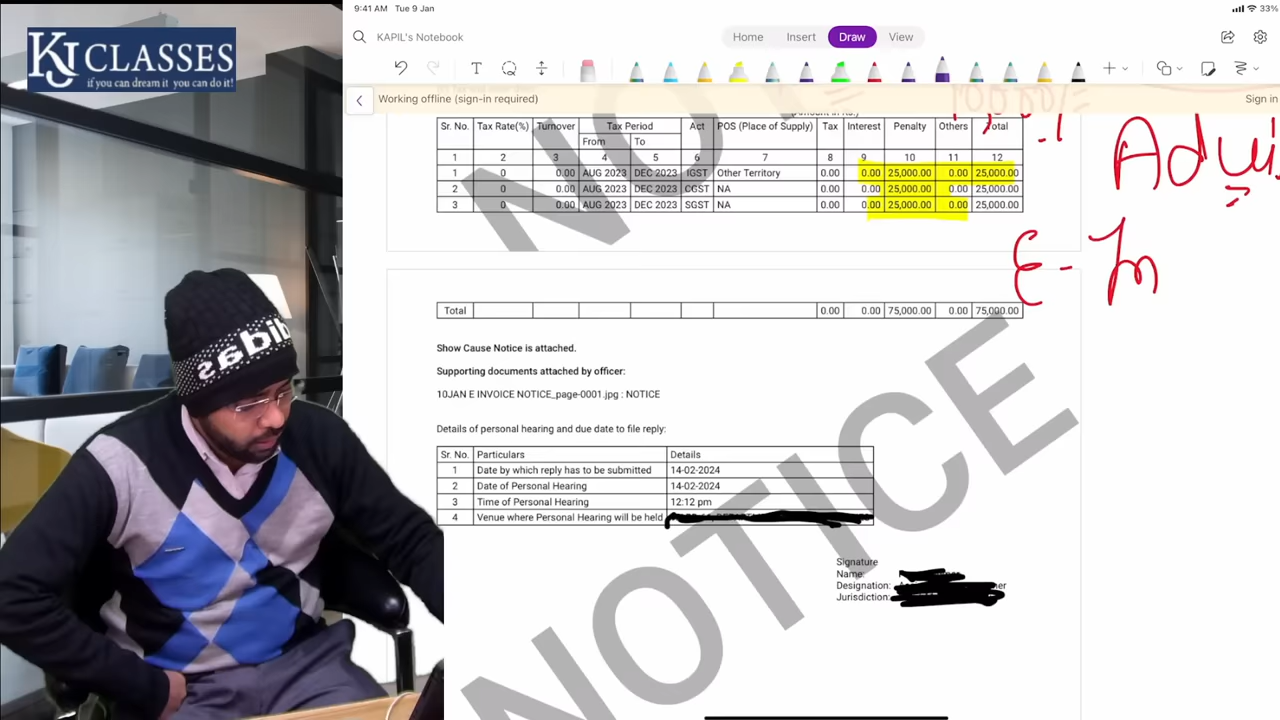 9:41 AM Tue 9 Jan
33%
KJ CLASSES
if you can dream it you can do it!
KAPIL's Notebook
Home Insert Draw View
Working offline (sign-in required)
Sign in
(Amount in Rs.)
Sr. No. Tax Rate(%) Turnover Tax Period Act POS (Place of Supply) Tax Interest Penalty Others Total
From To
1 2 3 4 5 6 7 8 9 10 11 12
1 0 0.00 AUG 2023 DEC 2023 IGST Other Territory 0.00 0.00 25,000.00 0.00 25,000.00
2 0 0.00 AUG 2023 DEC 2023 CGST NA 0.00 0.00 25,000.00 0.00 25,000.00
3 0 0.00 AUG 2023 DEC 2023 SGST NA 0.00 0.00 25,000.00 0.00 25,000.00
E-In
Total 0.00 0.00 75,000.00 0.00 75,000.00
Show Cause Notice is attached.
Supporting documents attached by officer:
10JAN E INVOICE NOTICE_page-0001.jpg : NOTICE
Details of personal hearing and due date to file reply:
Sr. No. Particulars Details
1 Date by which reply has to be submitted 14-02-2024
2 Date of Personal Hearing 14-02-2024
3 Time of Personal Hearing 12:12 pm
4 Venue where Personal Hearing will be held
Signature
Name:
Designation:
Jurisdiction:
NOTICE
adidas